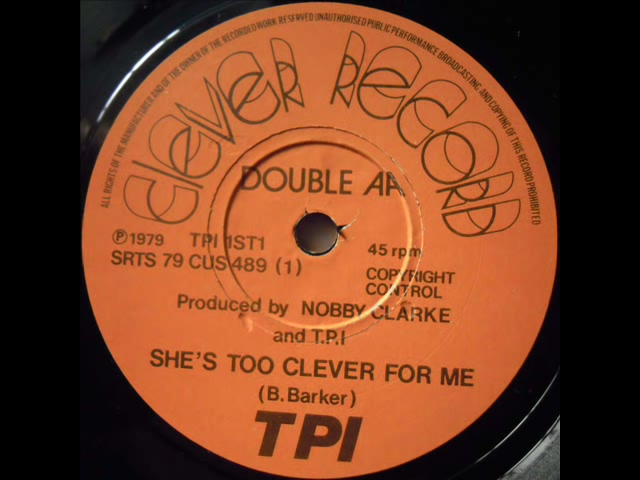 ALL RIGHTS OF THE MANUFACTURER AND OF THE OWNER OF THE RECORDED WORK RESERVED UNAUTHORISED PUBLIC PERFORMANCE BROADCASTING AND COPYING OF THIS RECORD PROHIBITED
CLEVER RECORD
DOUBLE AA
℗ 1979 TPI 1ST1 45 rpm
SRTS 79 CUS 489 (1) COPYRIGHT
CONTROL
Produced by NOBBY CLARKE
and T.P.I
SHE'S TOO CLEVER FOR ME
(B. Barker)
TPI